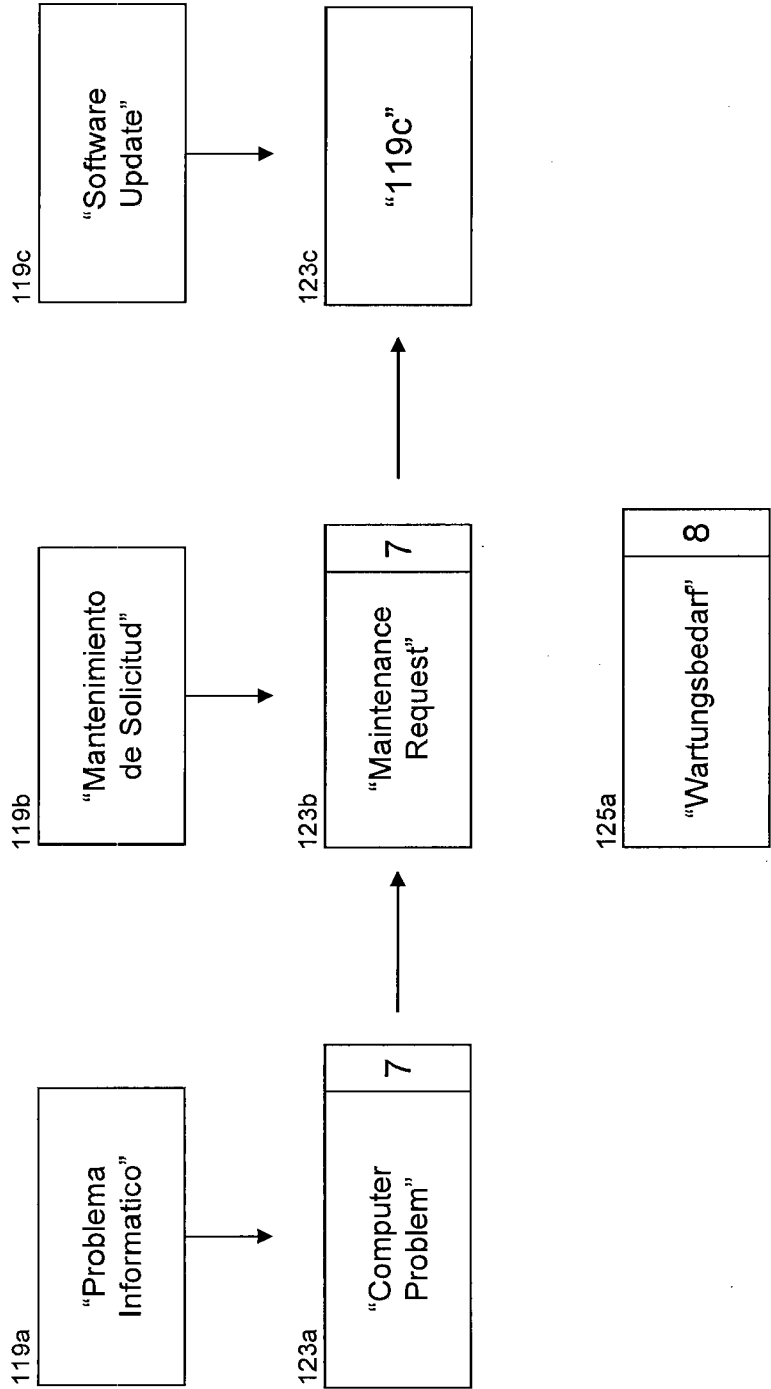 119a
“Problema
Informatico”
119b
“Mantenimiento
de Solicitud”
119c
“Software
Update”
123a
“Computer
Problem”
7
123b
“Maintenance
Request”
7
123c
“119c”
125a
“Wartungsbedarf”
8